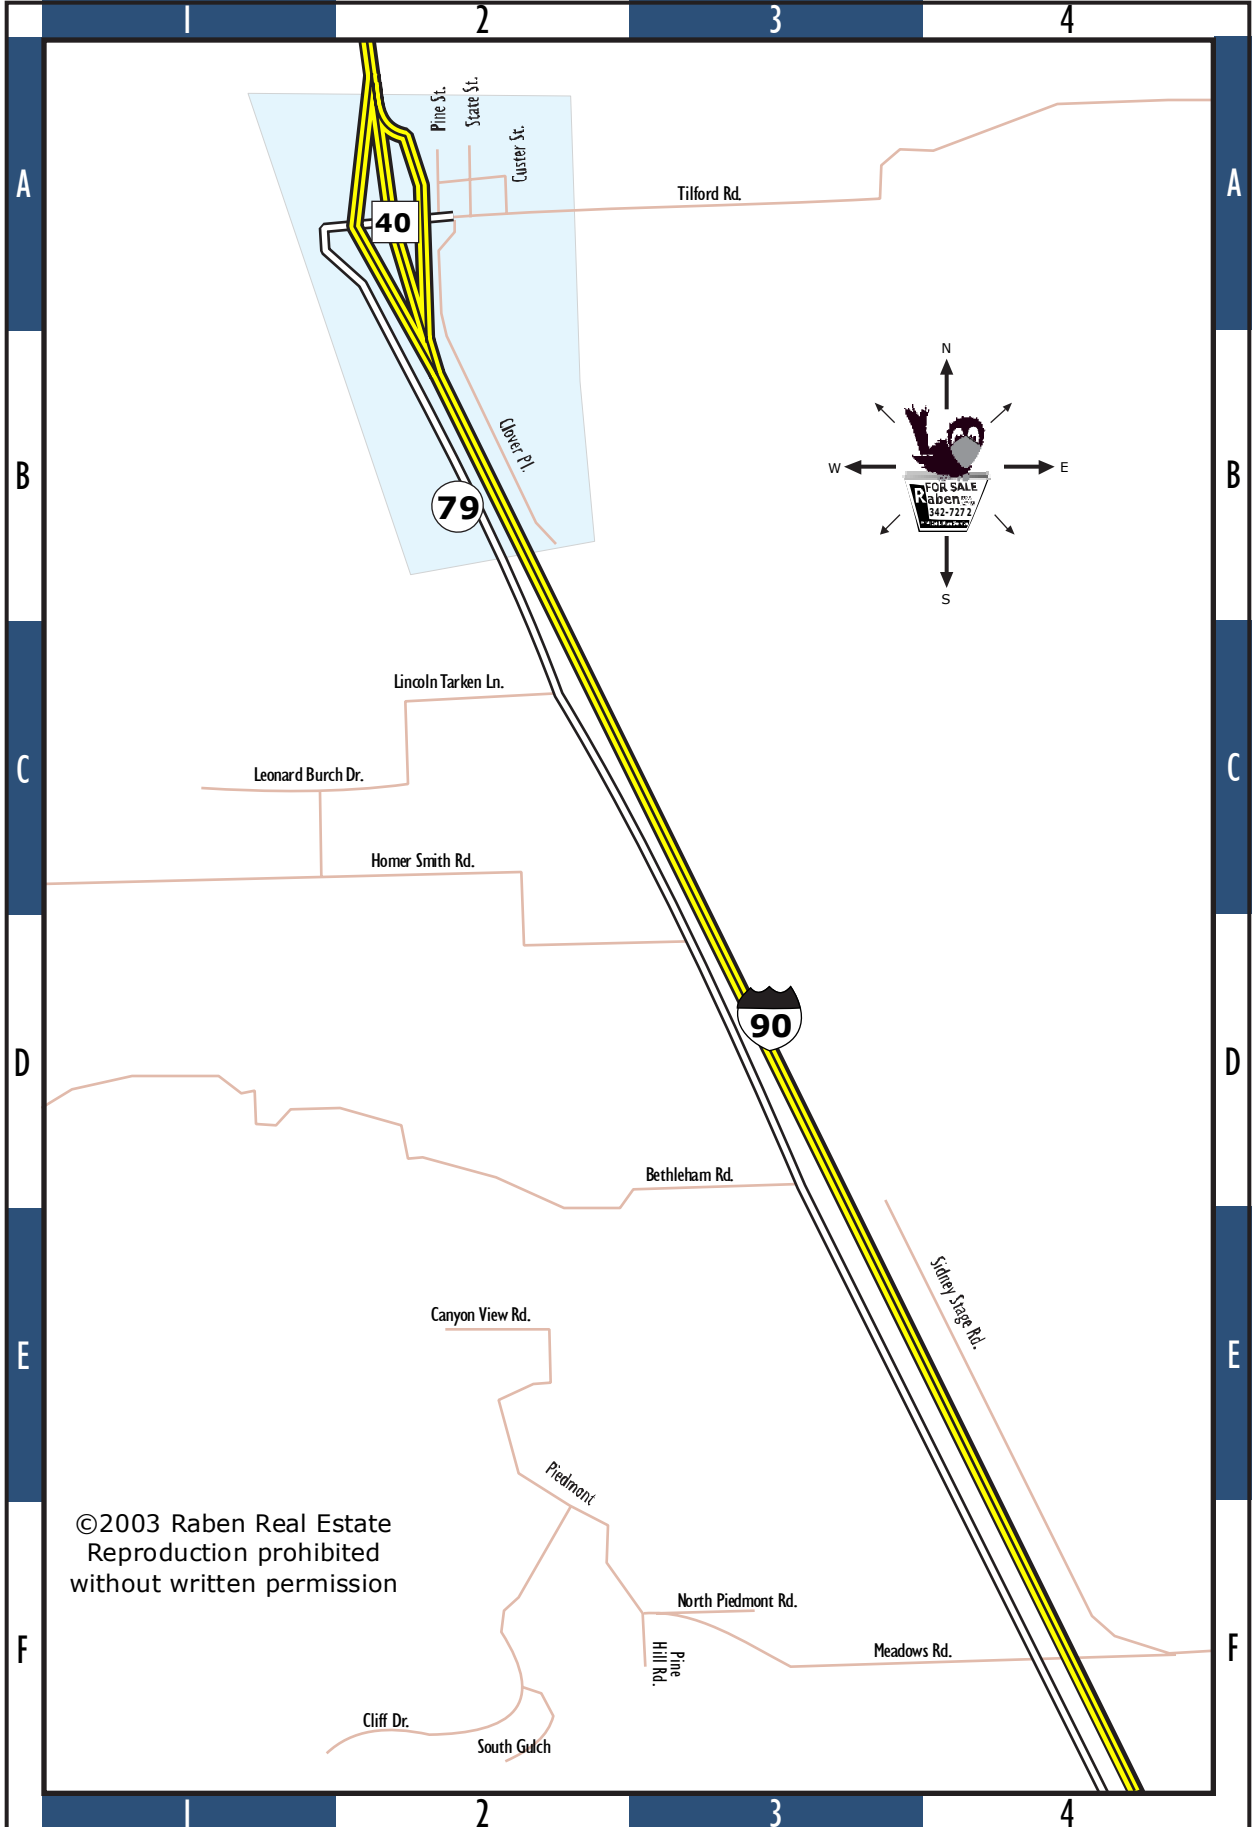 1
2
3
4
A
A
Pine St.
State St.
Custer St.
Tilford Rd.
40
N
W
E
S
FOR SALE
Raben
342-7272
B
B
Clover Pl.
79
Lincoln Tarken Ln.
C
C
Leonard Burch Dr.
Homer Smith Rd.
90
D
D
Bethleham Rd.
Sidney Stage Rd.
Canyon View Rd.
E
E
Piedmont
©2003 Raben Real Estate
Reproduction prohibited
without written permission
North Piedmont Rd.
Pine
Hill Rd.
Meadows Rd.
F
F
Cliff Dr.
South Gulch
1
2
3
4